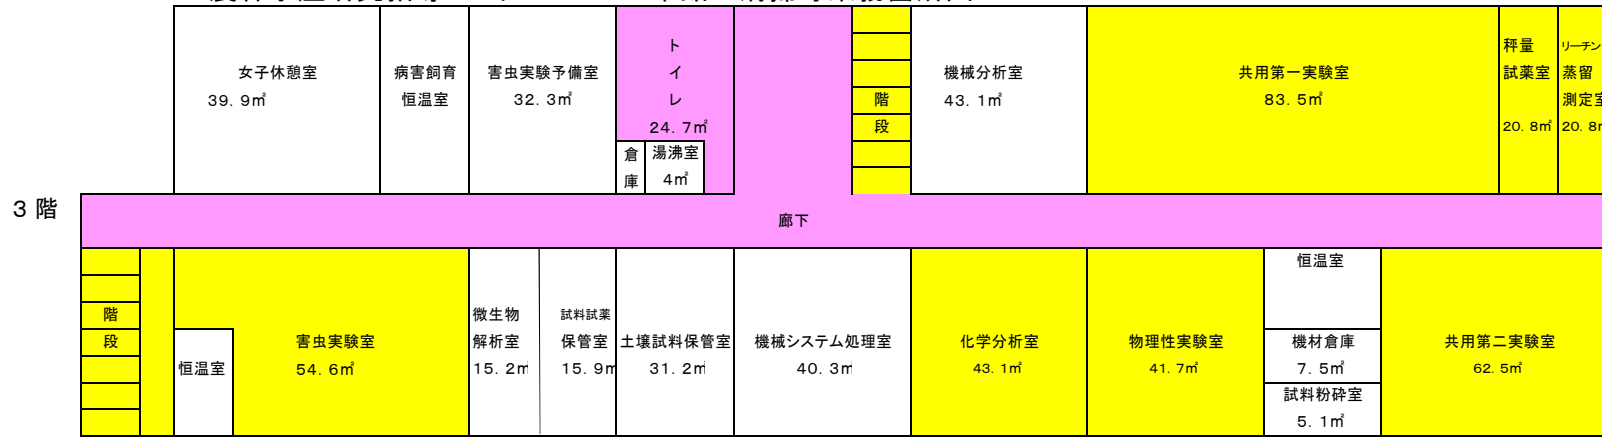 女子休憩室
39.9㎡
病害飼育
恒温室
害虫実験予備室
32.3㎡
トイレ
24.7㎡
倉庫
湯沸室
4㎡
階段
機械分析室
43.1㎡
共用第一実験室
83.5㎡
秤量
試薬室
20.8㎡
リーチン
蒸留
測定室
20.8㎡
3階
廊下
階段
恒温室
害虫実験室
54.6㎡
微生物
解析室
15.2㎡
試料試薬
保管室
15.9㎡
土壌試料保管室
31.2㎡
機械システム処理室
40.3㎡
化学分析室
43.1㎡
物理性実験室
41.7㎡
恒温室
機材倉庫
7.5㎡
試料粉砕室
5.1㎡
共用第二実験室
62.5㎡